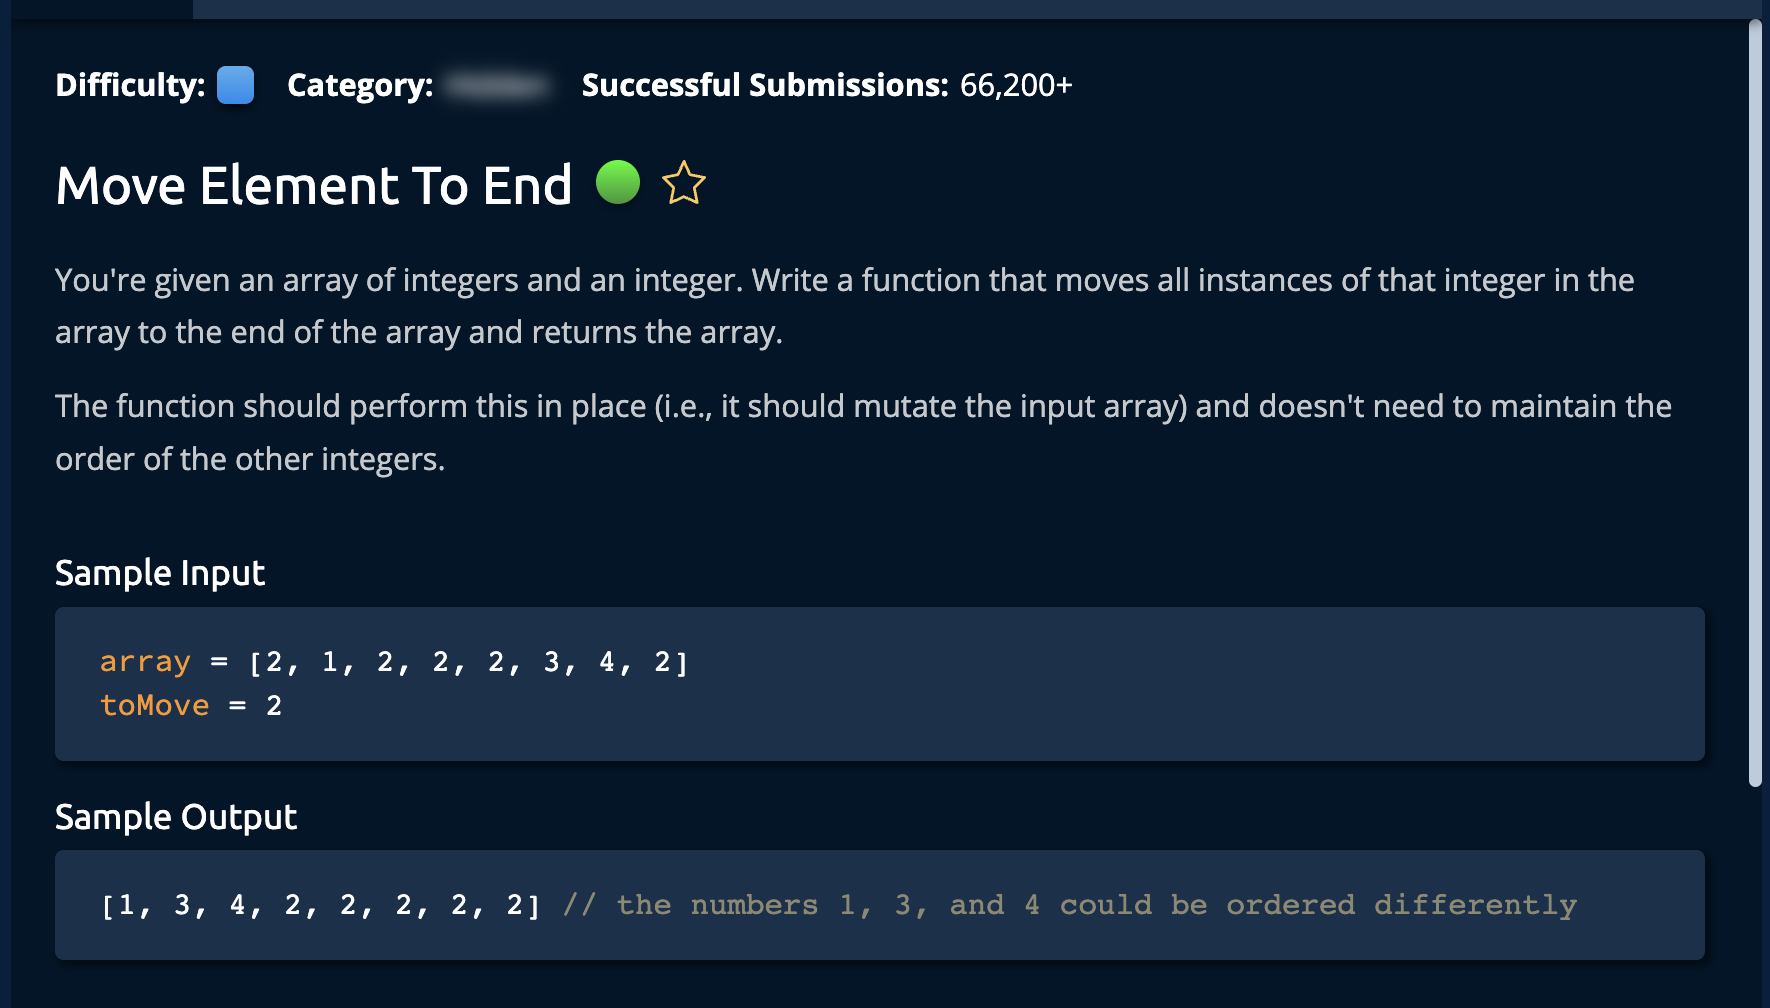 Difficulty: Category: Successful Submissions: 66,200+
Move Element To End
You're given an array of integers and an integer. Write a function that moves all instances of that integer in the
array to the end of the array and returns the array.
The function should perform this in place (i.e., it should mutate the input array) and doesn't need to maintain the
order of the other integers.
Sample Input
array = [2, 1, 2, 2, 2, 3, 4, 2]
toMove = 2
Sample Output
[1, 3, 4, 2, 2, 2, 2, 2] // the numbers 1, 3, and 4 could be ordered differently